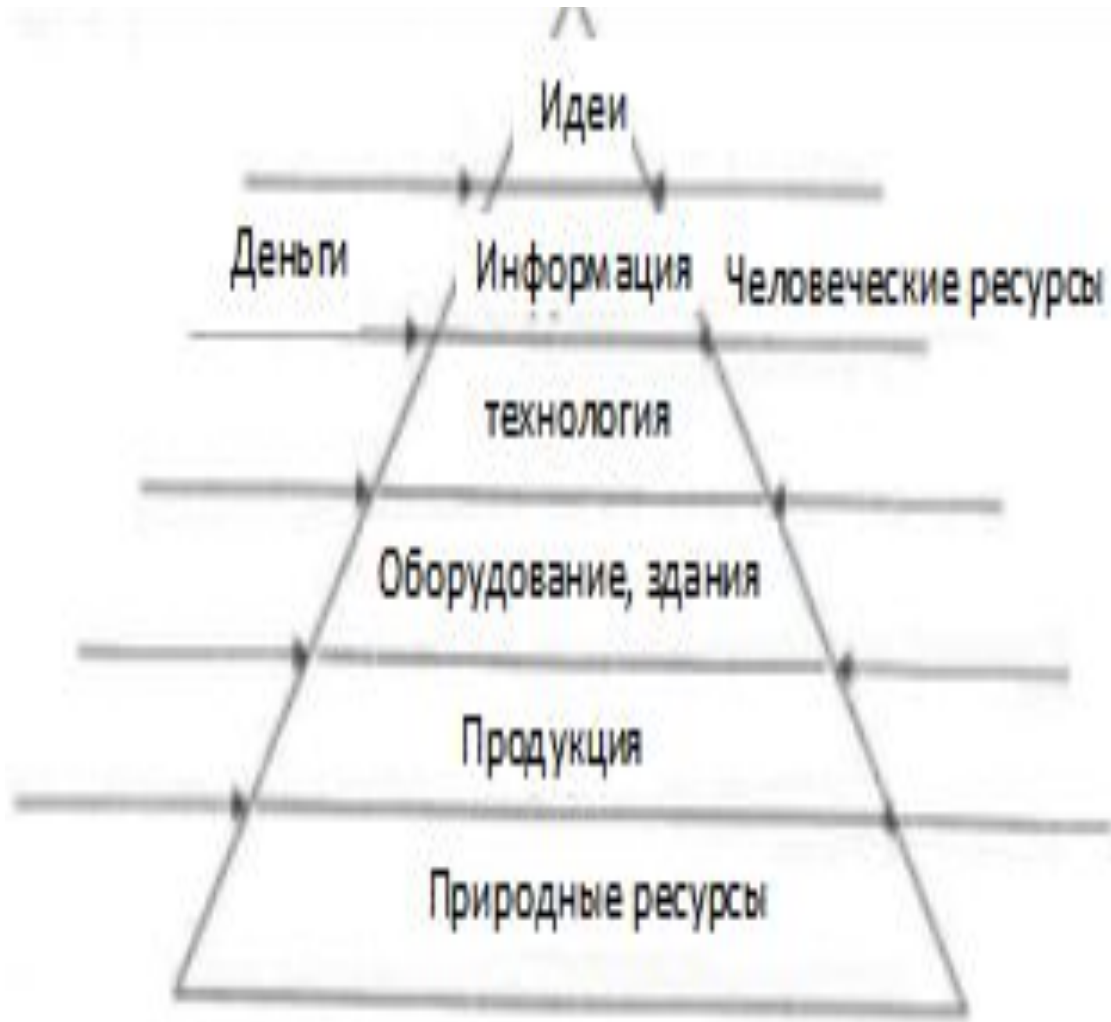 Идеи
Деньги
Информация
Человеческие ресурсы
технология
Оборудование, здания
Продукция
Природные ресурсы